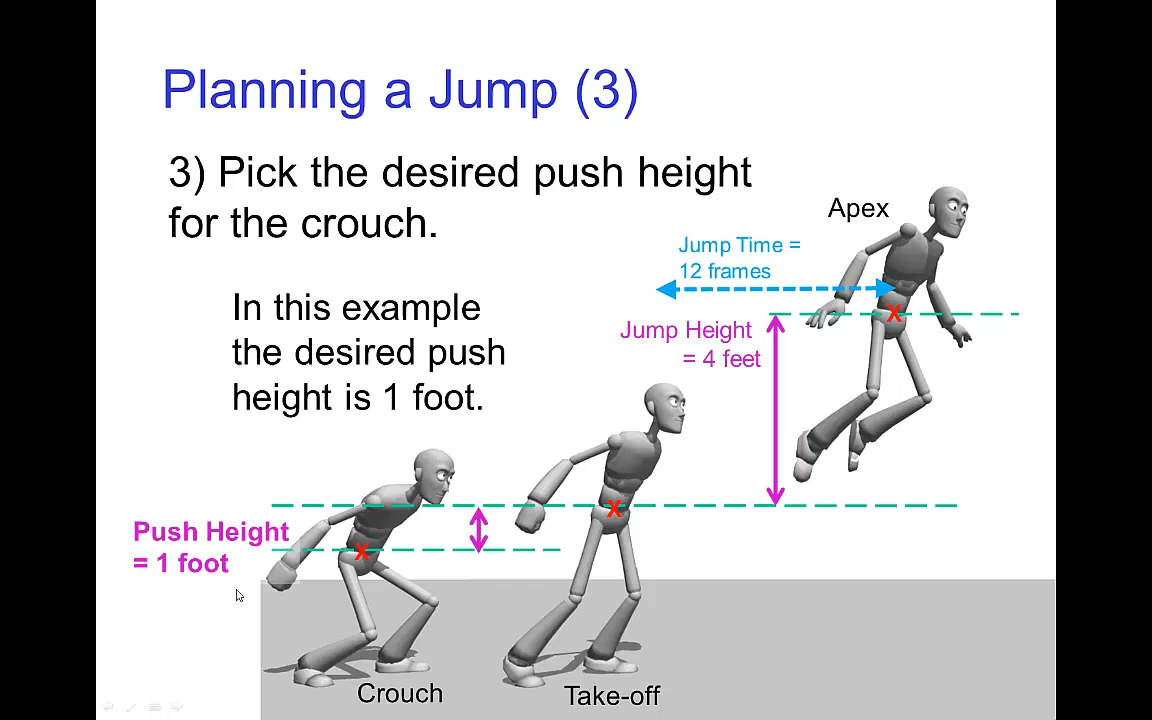 Planning a Jump (3)
3) Pick the desired push height
for the crouch.
In this example
the desired push
height is 1 foot.
Apex
Jump Time =
12 frames
Jump Height
= 4 feet
X
X
X
Push Height
= 1 foot
Crouch
Take-off